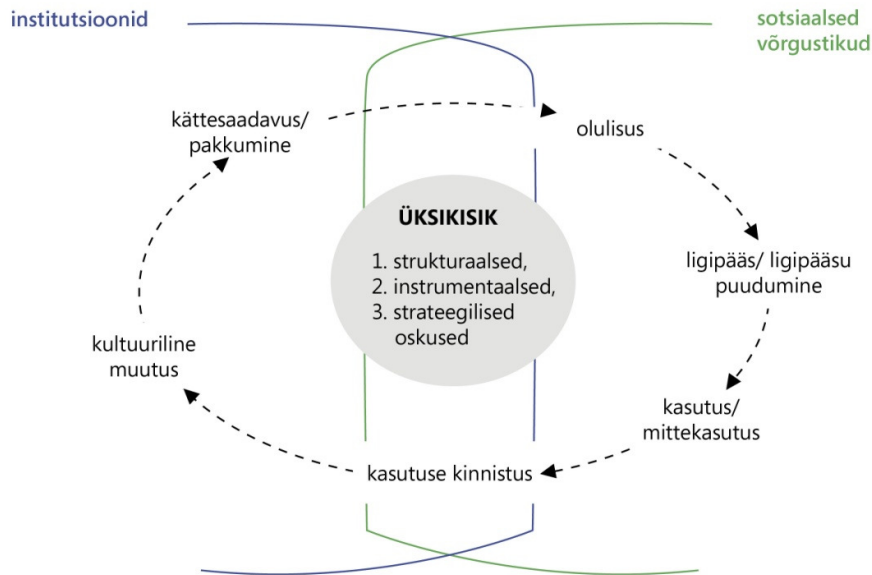 institutsioonid
sotsiaalsed
võrgustikud
kättesaadavus/
pakkumine
olulisus
ÜKSIKISIK
1. strukturaalsed,
2. instrumentaalsed,
3. strateegilised
oskused
ligipääs/ ligipääsu
puudumine
kultuuriline
muutus
kasutus/
mittekasutus
kasutuse kinnistus